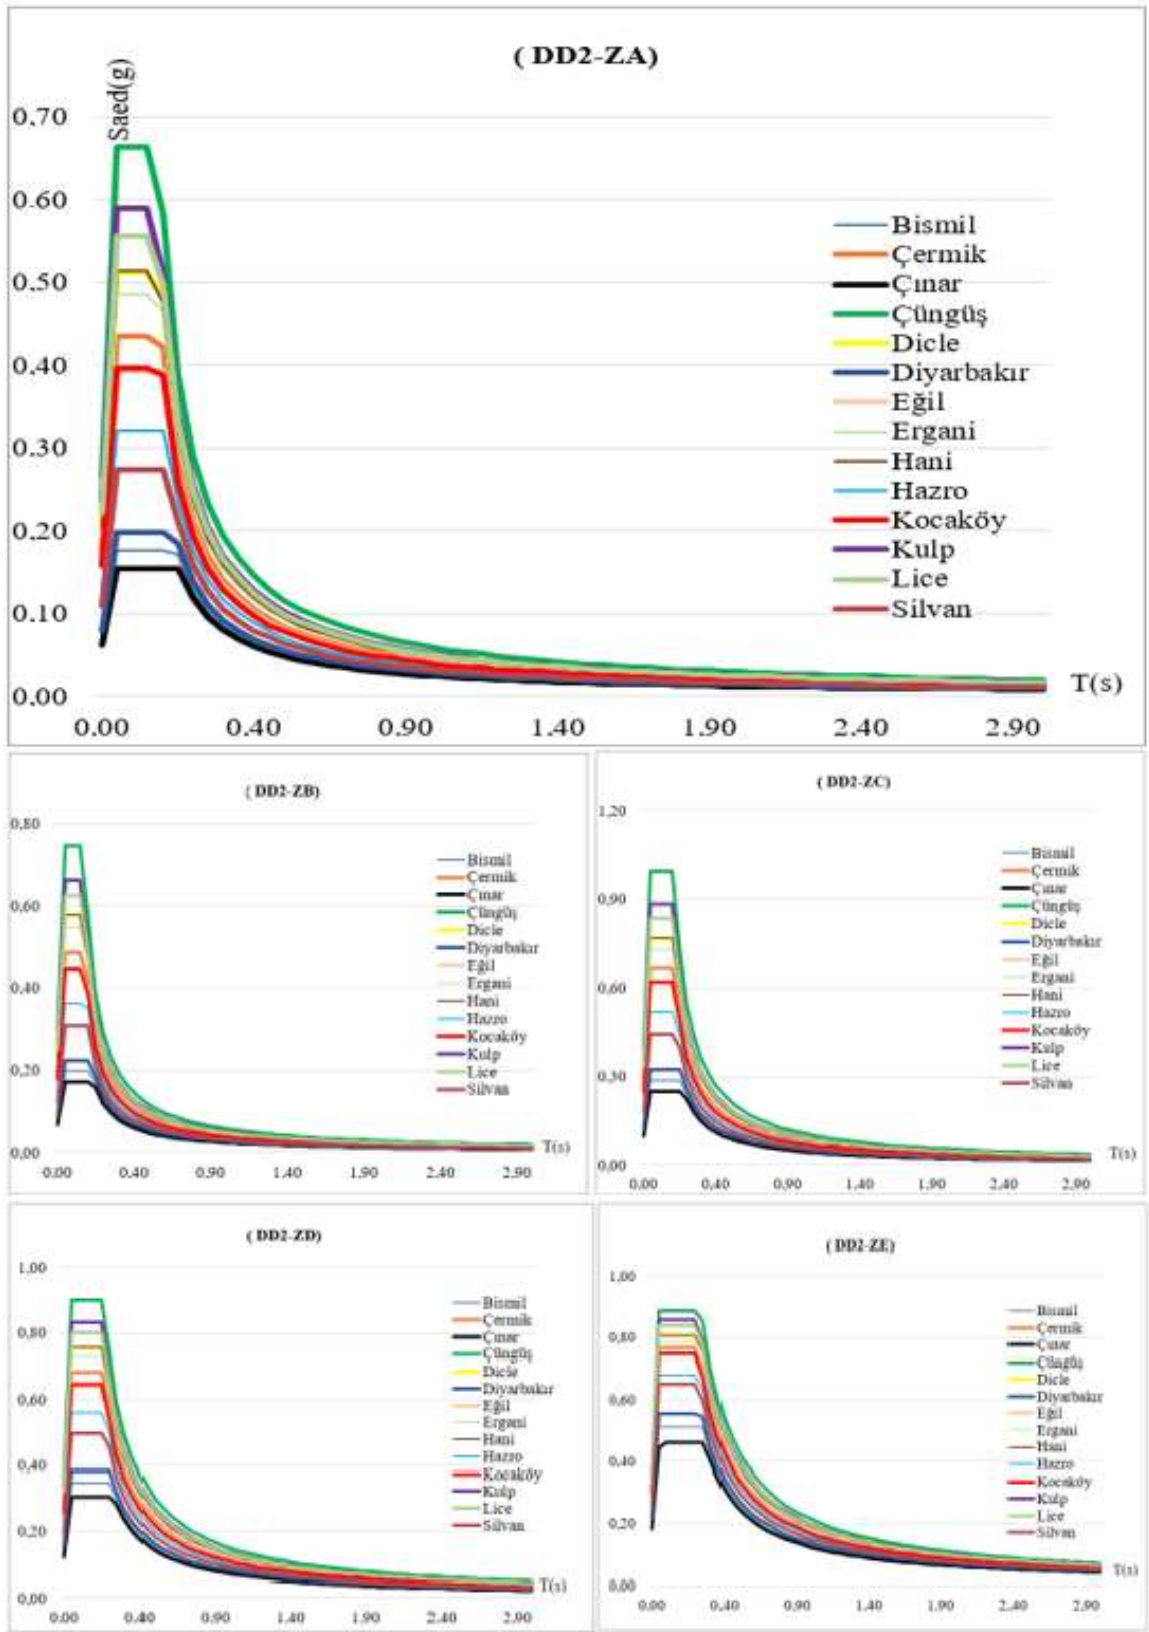 ( DD2-ZA)
Saed(g)
0.70
0.60
0.50
0.40
0.30
0.20
0.10
0.00
0.00 0.40 0.90 1.40 1.90 2.40 2.90
T(s)
Bismil
Çermik
Çınar
Çüngüş
Dicle
Diyarbakır
Eğil
Ergani
Hani
Hazro
Kocaköy
Kulp
Lice
Silvan
( DD2-ZB)
0,80
0,60
0,40
0,20
0,00
0.00 0.40 0.90 1.40 1.90 2.40 2.90
T(s)
Bismil
Çermik
Çınar
Çüngüş
Dicle
Diyarbakır
Eğil
Ergani
Hani
Hazro
Kocaköy
Kulp
Lice
Silvan
( DD2-ZC)
1,20
0,90
0,60
0,30
0,00
0.00 0.40 0.90 1.40 1.90 2.40 2.90
T(s)
Bismil
Çermik
Çınar
Çüngüş
Dicle
Diyarbakır
Eğil
Ergani
Hani
Hazro
Kocaköy
Kulp
Lice
Silvan
( DD2-ZD)
1,00
0,80
0,60
0,40
0,20
0,00
0.00 0.40 0.90 1.40 1.90 2.40 2.90
T(s)
Bismil
Çermik
Çınar
Çüngüş
Dicle
Diyarbakır
Eğil
Ergani
Hani
Hazro
Kocaköy
Kulp
Lice
Silvan
( DD2-ZE)
1,00
0,80
0,60
0,40
0,20
0,00
0.00 0.40 0.90 1.40 1.90 2.40 2.90
T(s)
Bismil
Çermik
Çınar
Çüngüş
Dicle
Diyarbakır
Eğil
Ergani
Hani
Hazro
Kocaköy
Kulp
Lice
Silvan